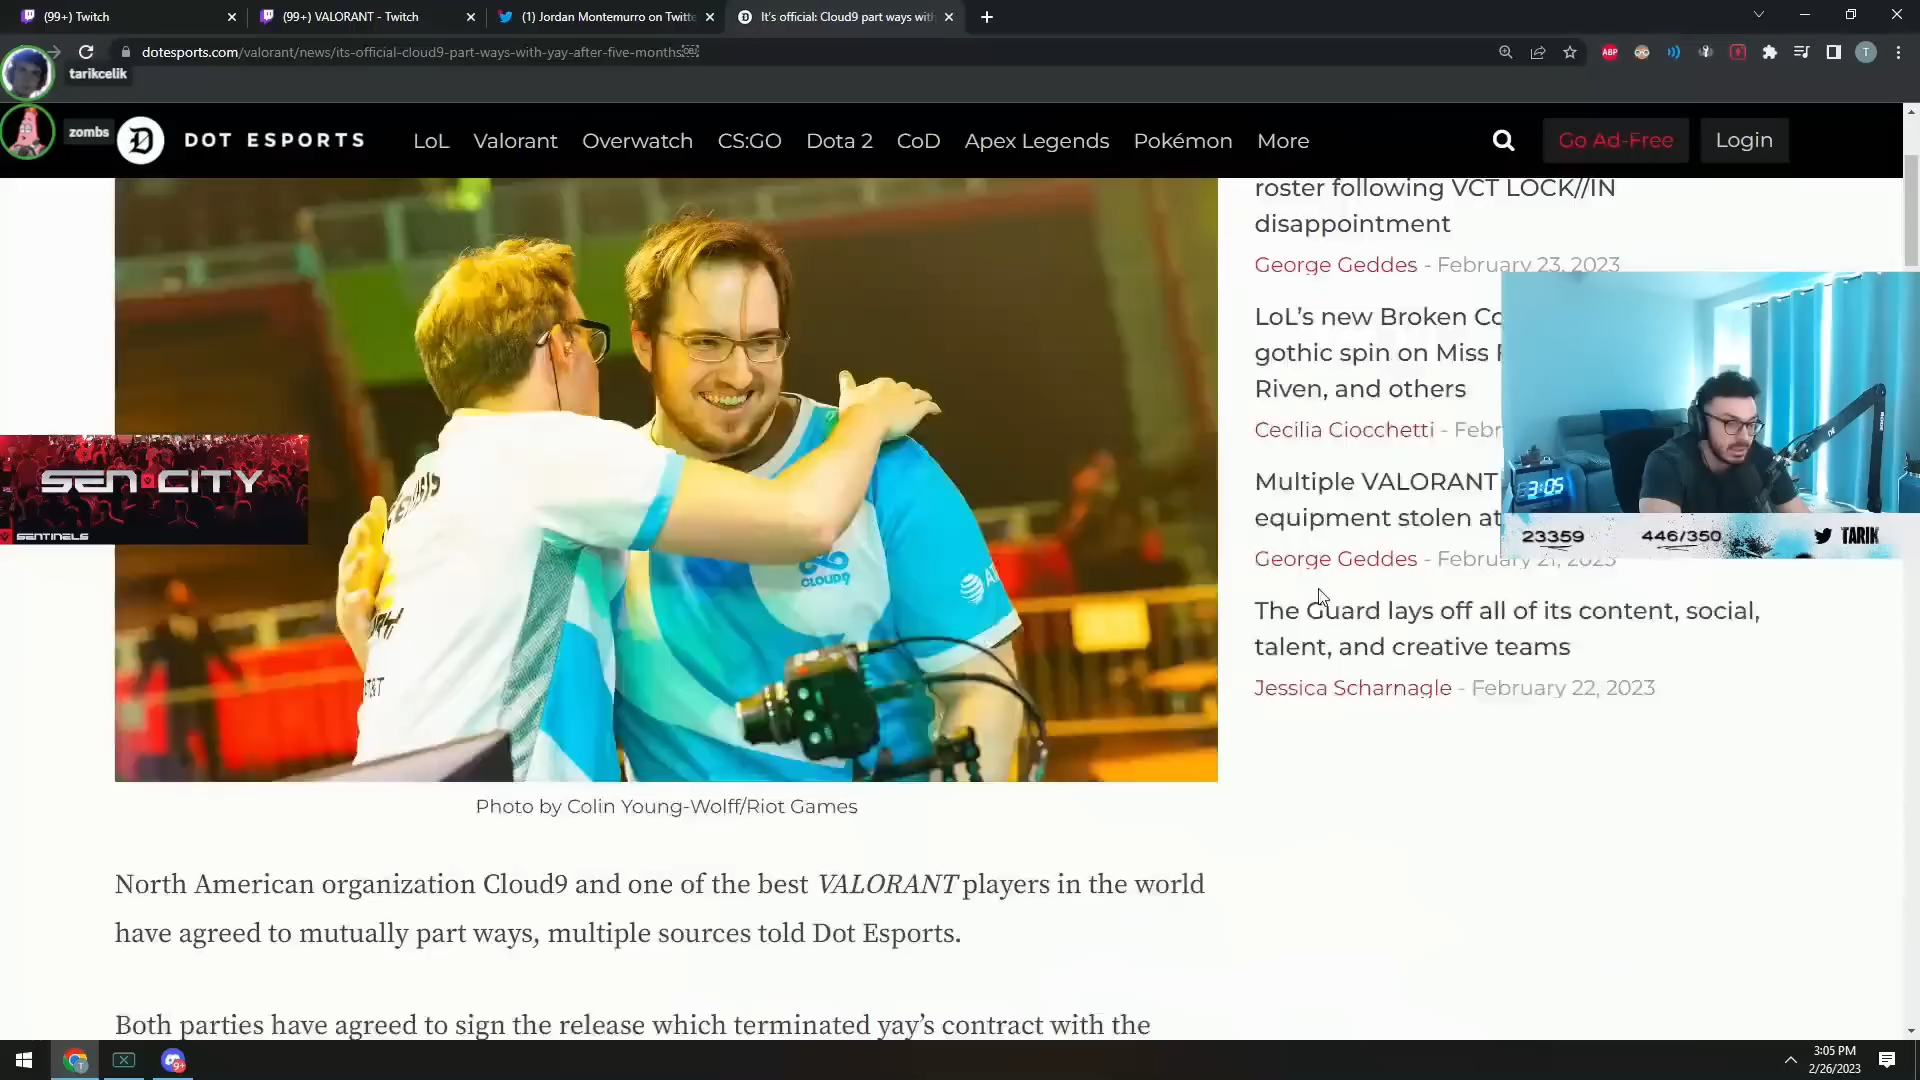 (99+) Twitch
(99+) VALORANT - Twitch
(1) Jordan Montemurro on Twitte
It's official: Cloud9 part ways with
dotesports.com/valorant/news/its-official-cloud9-part-ways-with-yay-after-five-months
ABP
T
tarikcelik
zombs
DOT ESPORTS
LoL
Valorant
Overwatch
CS:GO
Dota 2
CoD
Apex Legends
Pokémon
More
Go Ad-Free
Login
roster following VCT LOCK//IN
disappointment
George Geddes - February 23, 2023
LoL's new Broken Co
gothic spin on Miss F
Riven, and others
Cecilia Ciocchetti - Febr
Multiple VALORANT
equipment stolen at
George Geddes - February 21, 2023
The Guard lays off all of its content, social,
talent, and creative teams
Jessica Scharnagle - February 22, 2023
3:05
23359
446/350
TARIK
SEN CITY
SENTINELS
CLOUD9
AT
Photo by Colin Young-Wolff/Riot Games
North American organization Cloud9 and one of the best VALORANT players in the world
have agreed to mutually part ways, multiple sources told Dot Esports.
Both parties have agreed to sign the release which terminated yay's contract with the
9+
3:05 PM
2/26/2023